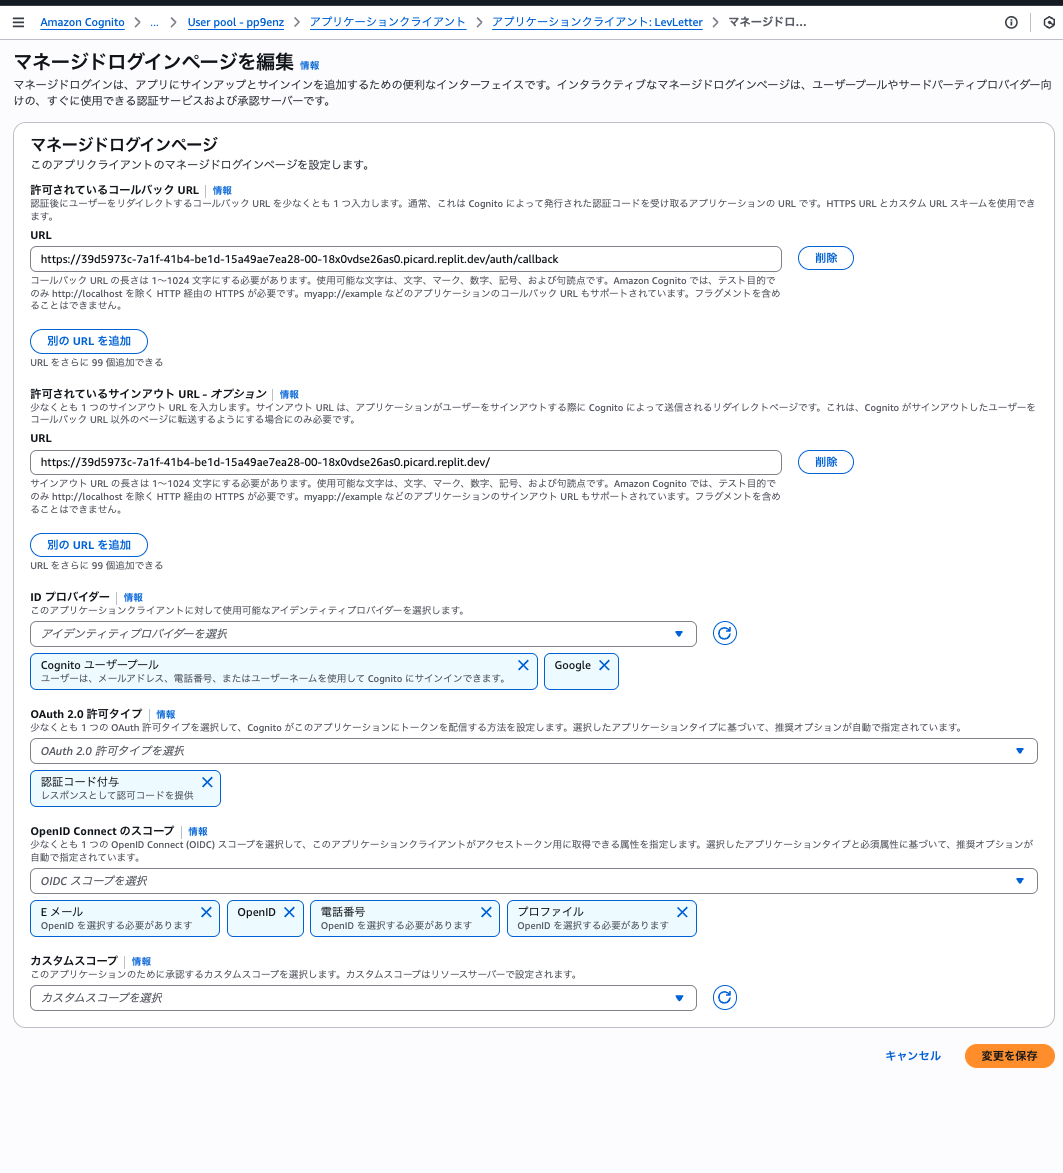 Amazon Cognito > ... > User pool - pp9enz > アプリケーションクライアント > アプリケーションクライアント: LevLetter > マネージドロ...
マネージドログインページを編集 情報
マネージドログインは、アプリにサインアップとサインインを追加するための便利なインターフェイスです。インタラクティブなマネージドログインページは、ユーザープールやサードパーティプロバイダー向
けの、すぐに使用できる認証サービスおよび承認サーバーです。
マネージドログインページ
このアプリクライアントのマネージドログインページを設定します。
許可されているコールバック URL 情報
認証後にユーザーをリダイレクトするコールバック URL を少なくとも 1 つ入力します。通常、これは Cognito によって発行された認証コードを受け取るアプリケーションの URL です。HTTPS URL とカスタム URL スキームを使用でき
ます。
URL
https://39d5973c-7a1f-41b4-be1d-15a49ae7ea28-00-18x0vdse26as0.picard.replit.dev/auth/callback
削除
コールバック URL の長さは 1～1024 文字にする必要があります。使用可能な文字は、文字、マーク、数字、記号、および句読点です。Amazon Cognito では、テスト目的で
のみ http://localhost を除く HTTP 経由の HTTPS が必要です。myapp://example などのアプリケーションのコールバック URL もサポートされています。フラグメントを含め
ることはできません。
別の URL を追加
URL をさらに 99 個追加できる
許可されているサインアウト URL - オプション 情報
少なくとも 1 つのサインアウト URL を入力します。サインアウト URL は、アプリケーションがユーザーをサインアウトする際に Cognito によって送信されるリダイレクトページです。これは、Cognito がサインアウトしたユーザーを
コールバック URL 以外のページに転送するようにする場合にのみ必要です。
URL
https://39d5973c-7a1f-41b4-be1d-15a49ae7ea28-00-18x0vdse26as0.picard.replit.dev/
削除
サインアウト URL の長さは 1～1024 文字にする必要があります。使用可能な文字は、文字、マーク、数字、記号、および句読点です。Amazon Cognito では、テスト目的で
のみ http://localhost を除く HTTP 経由の HTTPS が必要です。myapp://example などのアプリケーションのサインアウト URL もサポートされています。フラグメントを含め
ることはできません。
別の URL を追加
URL をさらに 99 個追加できる
ID プロバイダー 情報
このアプリケーションクライアントに対して使用可能なアイデンティティプロバイダーを選択します。
アイデンティティプロバイダーを選択
Cognito ユーザープール
ユーザーは、メールアドレス、電話番号、またはユーザーネームを使用して Cognito にサインインできます。
Google
OAuth 2.0 許可タイプ 情報
少なくとも 1 つの OAuth 許可タイプを選択して、Cognito がこのアプリケーションにトークンを配信する方法を設定します。選択したアプリケーションタイプに基づいて、推奨オプションが自動で指定されています。
OAuth 2.0 許可タイプを選択
認証コード付与
レスポンスとして認可コードを提供
OpenID Connect のスコープ 情報
少なくとも 1 つの OpenID Connect (OIDC) スコープを選択して、このアプリケーションクライアントがアクセストークン用に取得できる属性を指定します。選択したアプリケーションタイプと必須属性に基づいて、推奨オプションが
自動で指定されています。
OIDC スコープを選択
E メール
OpenID を選択する必要があります
OpenID
電話番号
OpenID を選択する必要があります
プロファイル
OpenID を選択する必要があります
カスタムスコープ 情報
このアプリケーションのために承認するカスタムスコープを選択します。カスタムスコープはリソースサーバーで設定されます。
カスタムスコープを選択
キャンセル
変更を保存